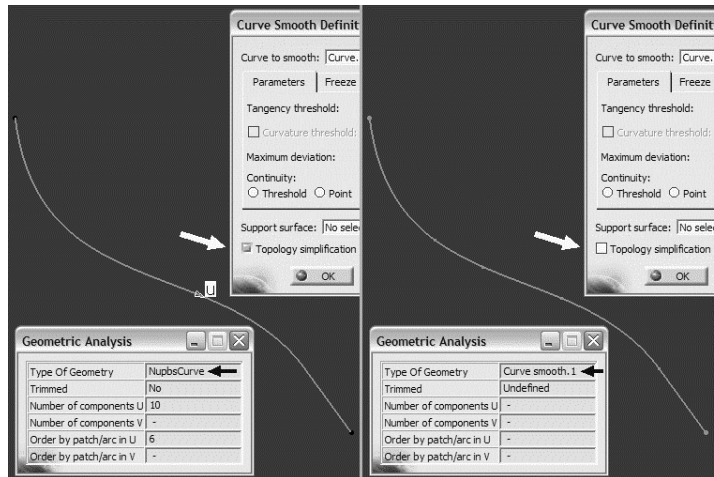 Curve Smooth Definit
Curve to smooth: Curve.
Parameters Freeze
Tangency threshold:
Curvature threshold:
Maximum deviation:
Continuity:
Threshold Point
Support surface: No sele
Topology simplification
OK
U
Geometric Analysis
Type Of Geometry NupbsCurve
Trimmed No
Number of components U 10
Number of components V -
Order by patch/arc in U 6
Order by patch/arc in V -
Curve Smooth Definit
Curve to smooth: Curve.
Parameters Freeze
Tangency threshold:
Curvature threshold:
Maximum deviation:
Continuity:
Threshold Point
Support surface: No sele
Topology simplification
OK
Geometric Analysis
Type Of Geometry Curve smooth.1
Trimmed Undefined
Number of components U -
Number of components V -
Order by patch/arc in U -
Order by patch/arc in V -